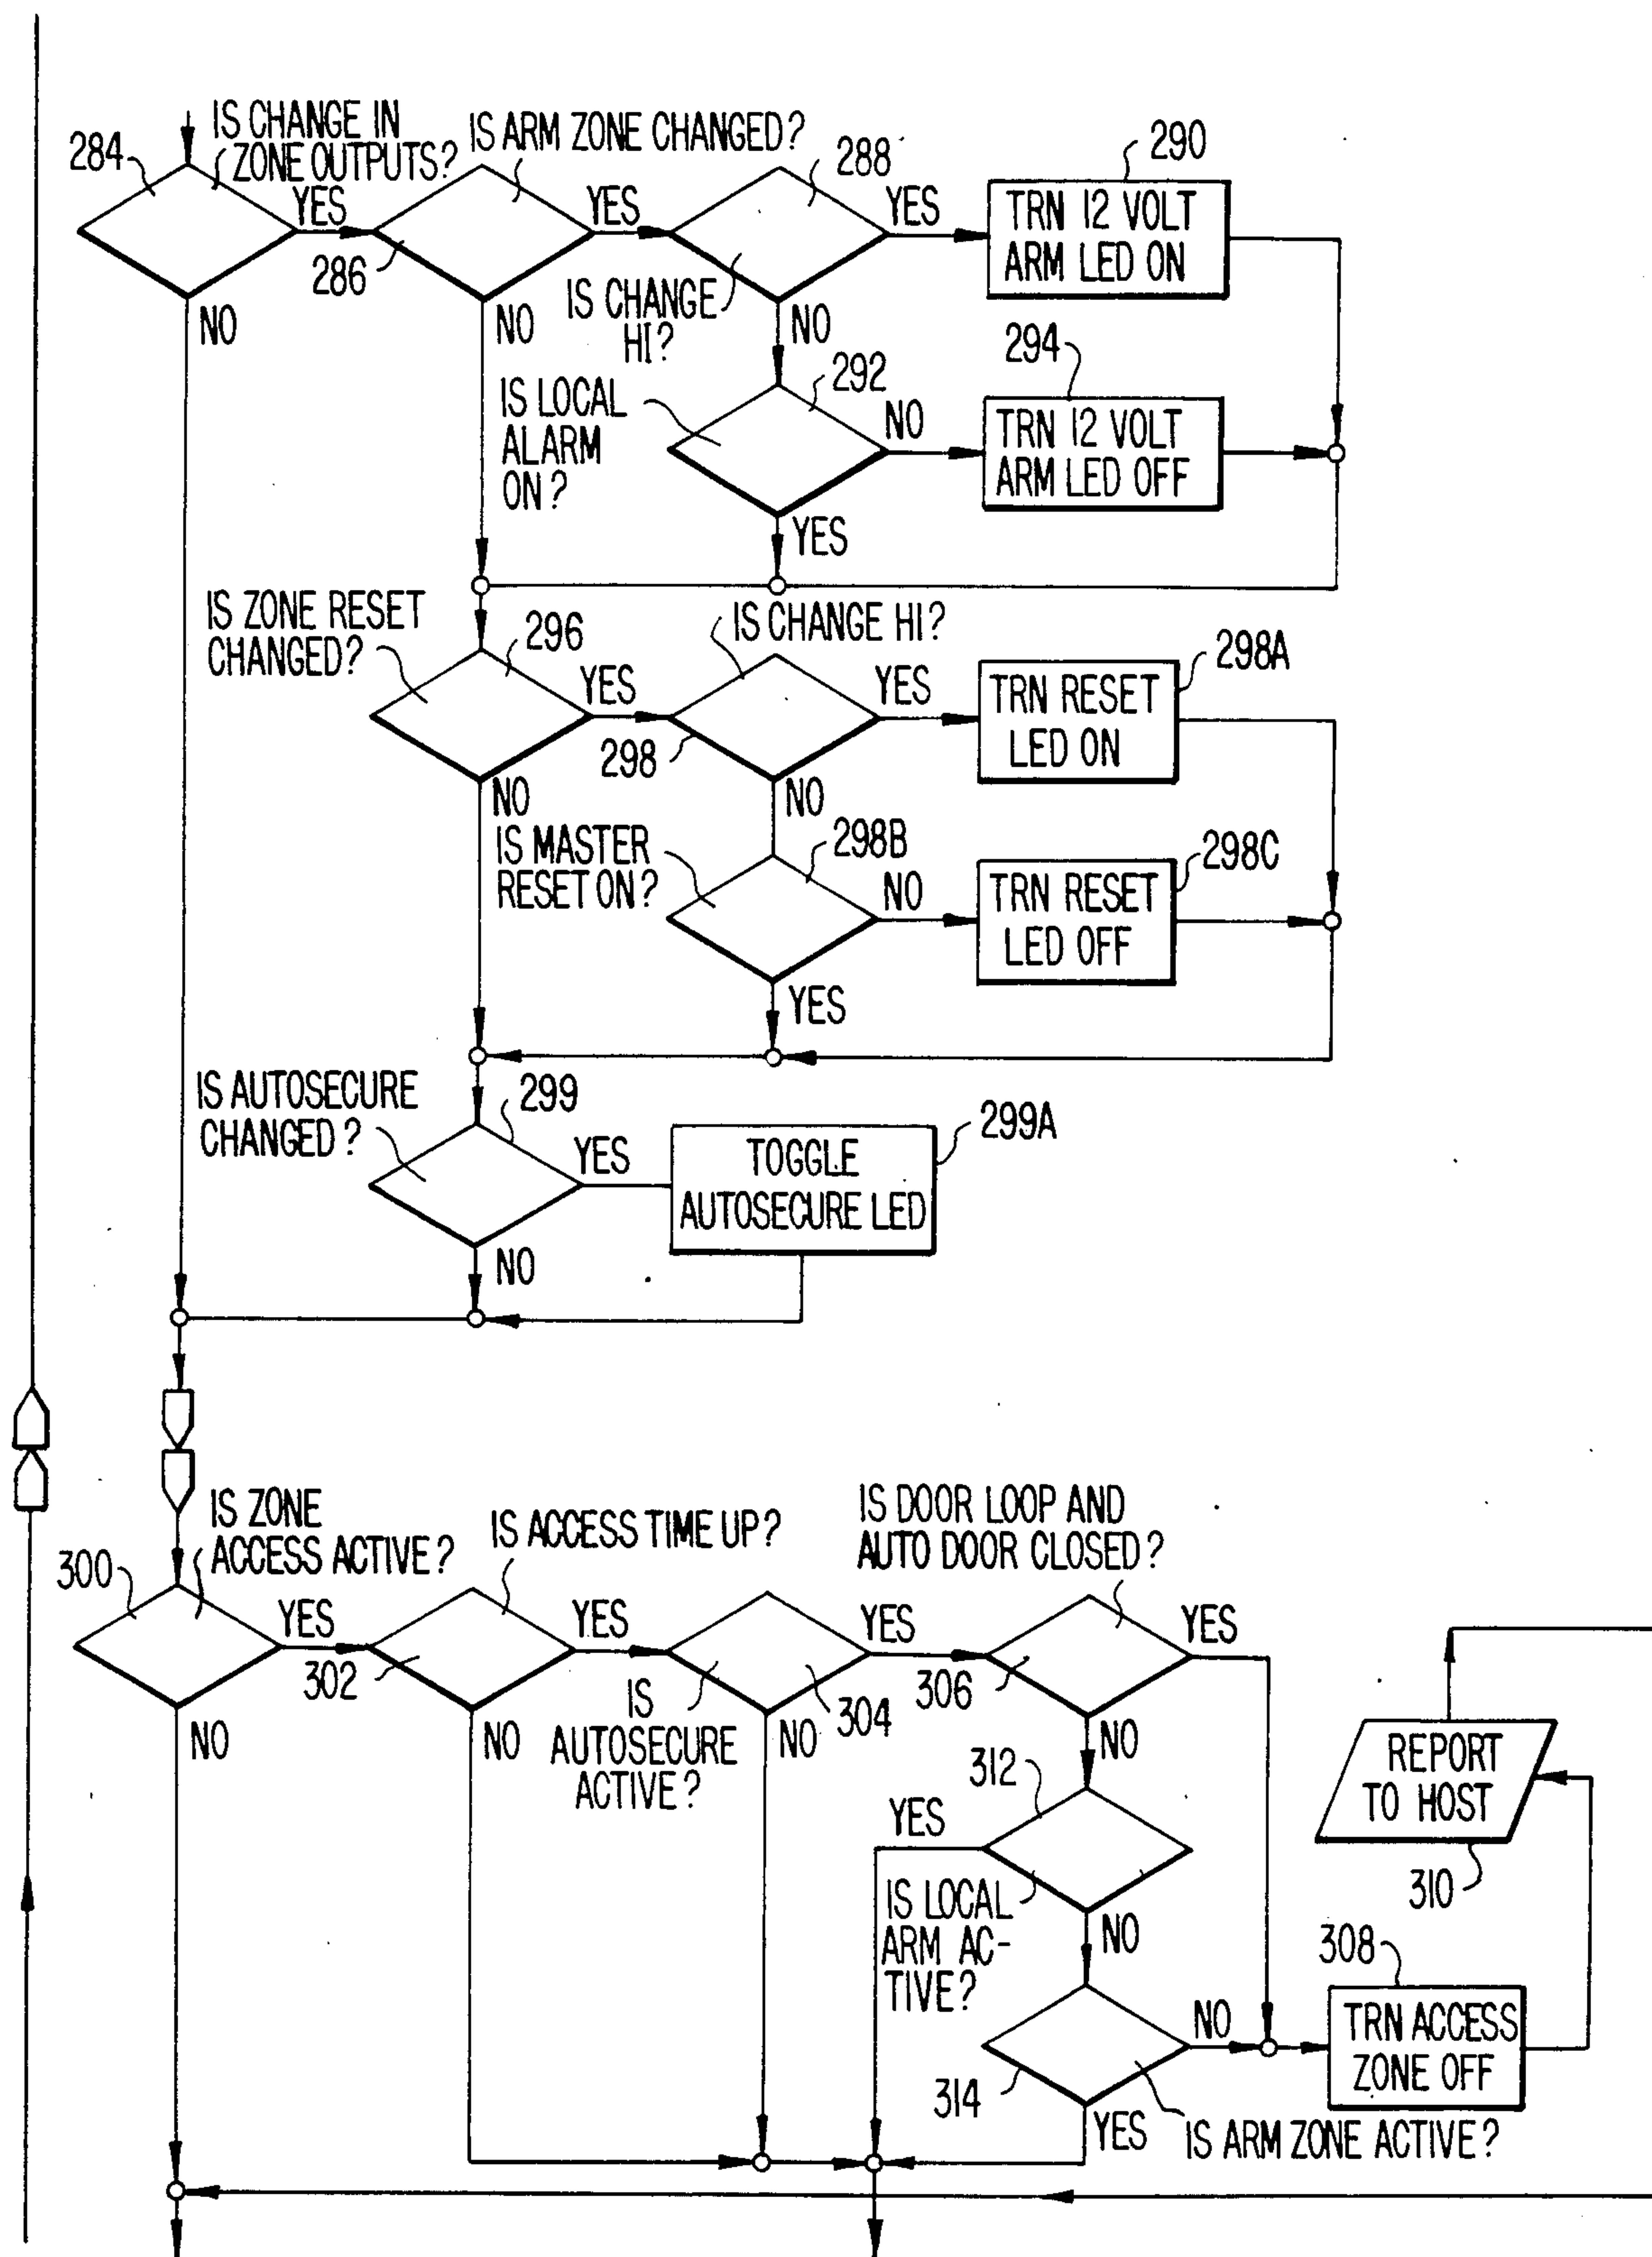 IS CHANGE IN
ZONE OUTPUTS?
284
YES
NO
IS ARM ZONE CHANGED?
286
YES
NO
288
IS CHANGE
HI?
YES
NO
290
TRN 12 VOLT
ARM LED ON
292
IS LOCAL
ALARM
ON?
NO
YES
294
TRN 12 VOLT
ARM LED OFF
IS ZONE RESET
CHANGED?
296
YES
NO
IS CHANGE HI?
298
YES
NO
298A
TRN RESET
LED ON
IS MASTER
RESET ON?
298B
NO
YES
298C
TRN RESET
LED OFF
IS AUTOSECURE
CHANGED?
299
YES
NO
299A
TOGGLE
AUTOSECURE LED
IS ZONE
ACCESS ACTIVE?
300
YES
NO
IS ACCESS TIME UP?
302
YES
NO
IS
AUTOSECURE
ACTIVE?
304
YES
NO
IS DOOR LOOP AND
AUTO DOOR CLOSED?
306
YES
NO
312
YES
IS LOCAL
ARM AC-
TIVE?
NO
314
NO
YES
IS ARM ZONE ACTIVE?
308
TRN ACCESS
ZONE OFF
REPORT
TO HOST
310